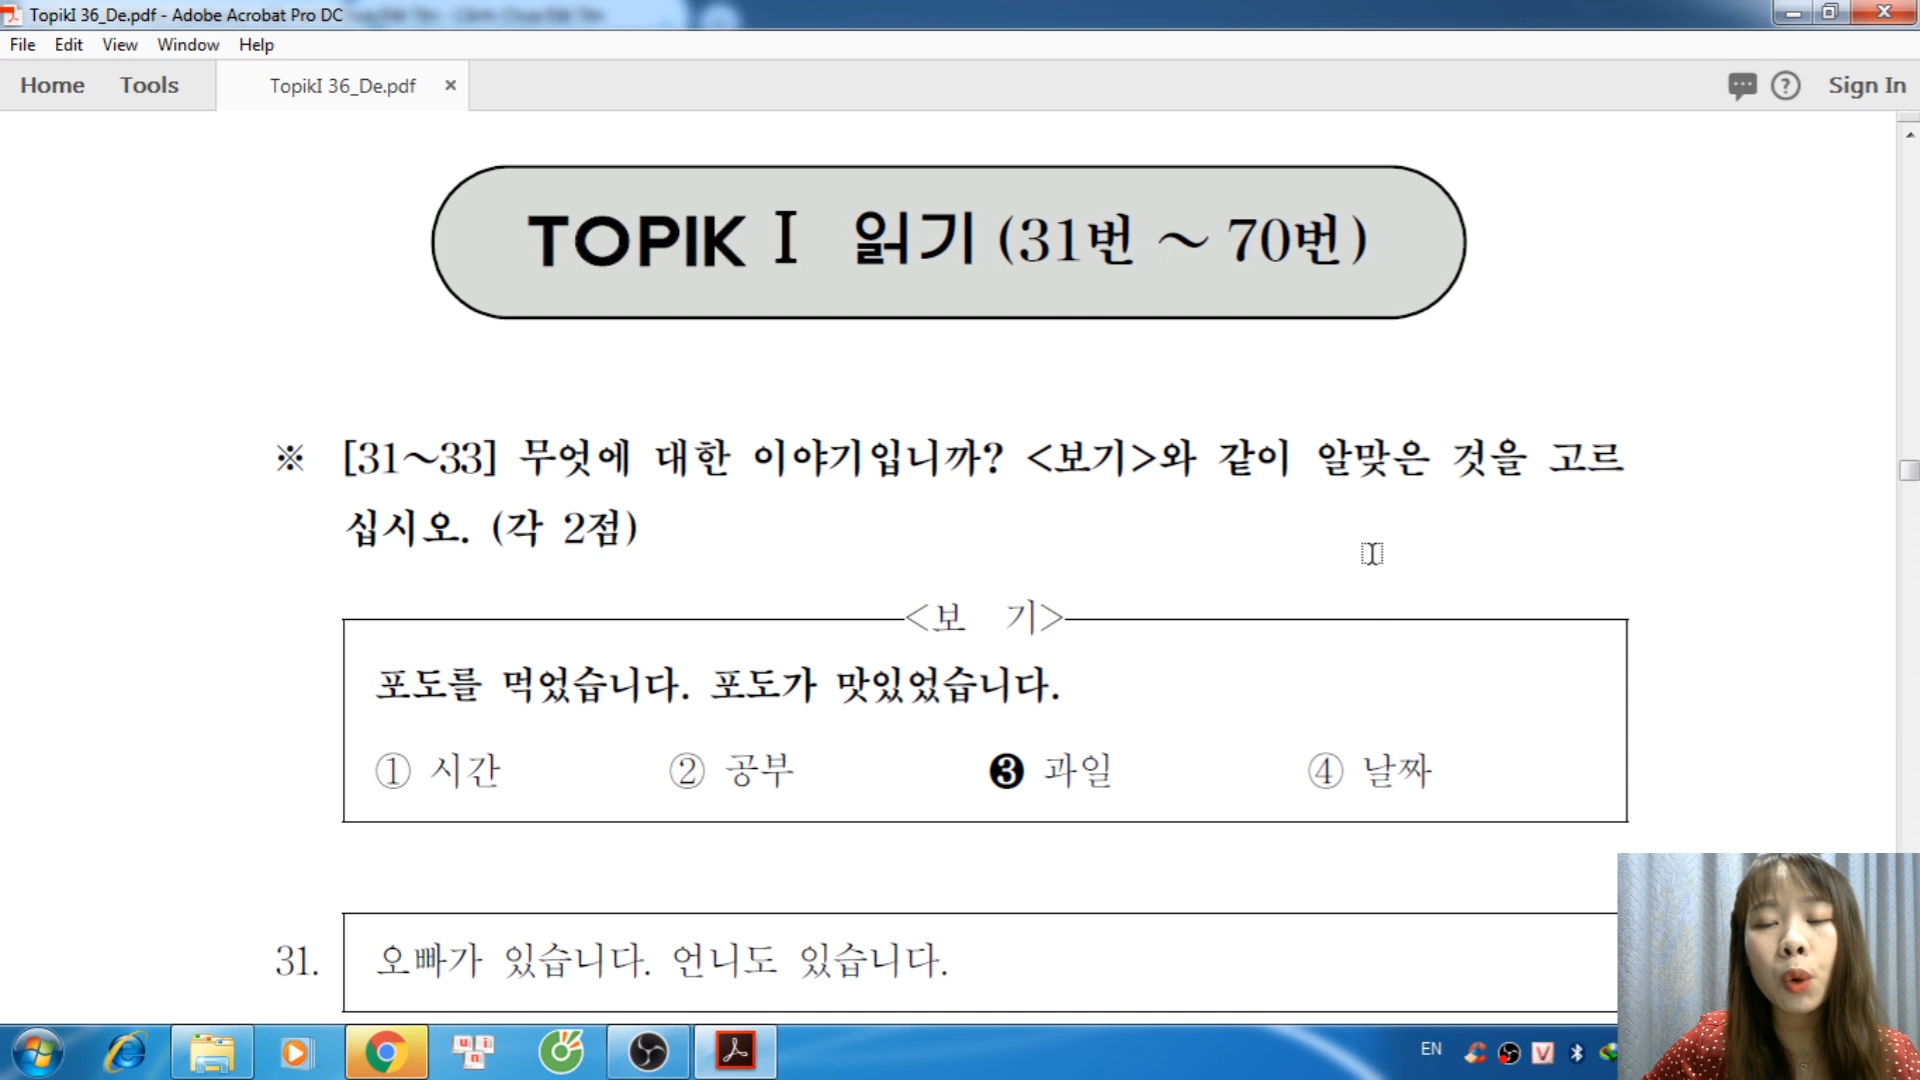 TopikI 36_De.pdf - Adobe Acrobat Pro DC
File Edit View Window Help
Home Tools TopikI 36_De.pdf × ? Sign In
TOPIK Ⅰ 읽기 (31번 ~ 70번)
※ [31~33] 무엇에 대한 이야기입니까? <보기>와 같이 알맞은 것을 고르
십시오. (각 2점)
<보 기>
포도를 먹었습니다. 포도가 맛있었습니다.
① 시간 ② 공부 ❸ 과일 ④ 날짜
31. 오빠가 있습니다. 언니도 있습니다.
EN